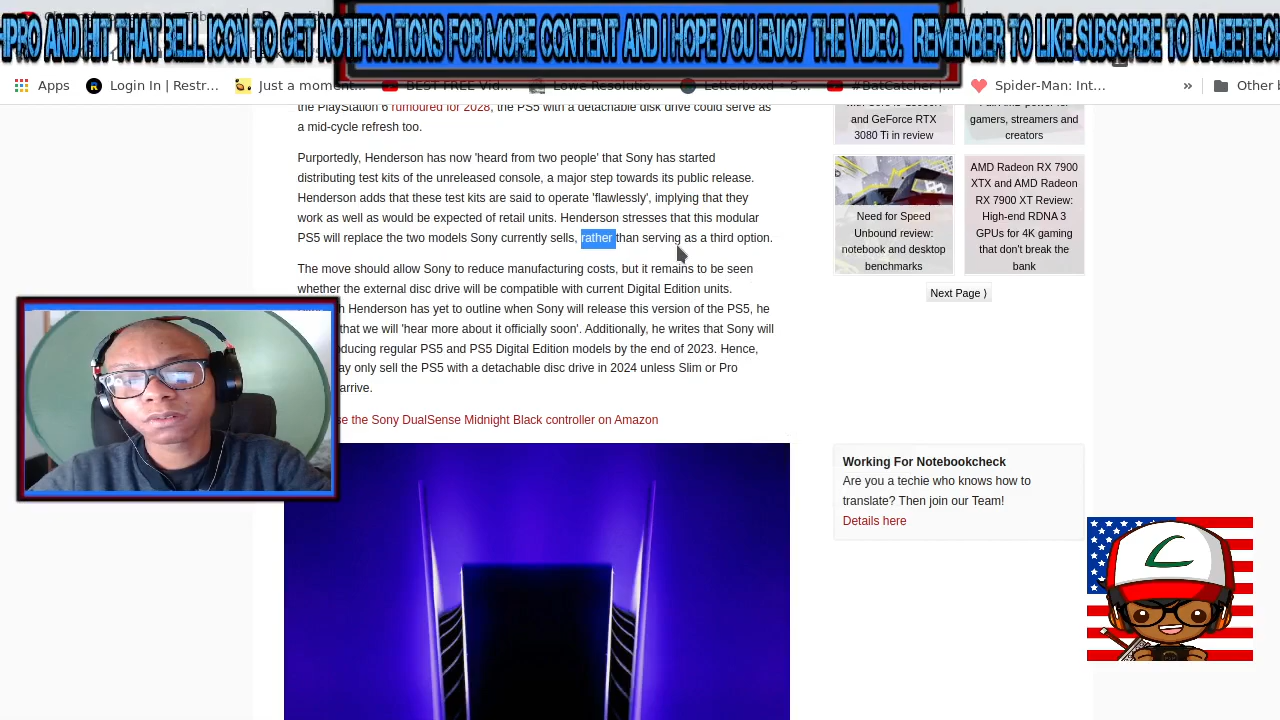 -PRO AND HIT THAT BELL ICON TO GET NOTIFICATIONS FOR MORE CONTENT AND I HOPE YOU ENJOY THE VIDEO. REMEMBER TO LIKE SUBSCRIBE TO NAJEETECH
Apps Login In | Restr... Just a mom... BEST FREE Vid... Lowe Resolutio... Letterboxd • S... #BatCatcher |... Spider-Man: Int... » Other b
the PlayStation 6 rumoured for 2028, the PS5 with a detachable disk drive could serve as
a mid-cycle refresh too.
Purportedly, Henderson has now 'heard from two people' that Sony has started
distributing test kits of the unreleased console, a major step towards its public release.
Henderson adds that these test kits are said to operate 'flawlessly', implying that they
work as well as would be expected of retail units. Henderson stresses that this modular
PS5 will replace the two models Sony currently sells, rather than serving as a third option.
The move should allow Sony to reduce manufacturing costs, but it remains to be seen
whether the external disc drive will be compatible with current Digital Edition units.
Henderson has yet to outline when Sony will release this version of the PS5, he
that we will 'hear more about it officially soon'. Additionally, he writes that Sony will
oducing regular PS5 and PS5 Digital Edition models by the end of 2023. Hence,
ay only sell the PS5 with a detachable disc drive in 2024 unless Slim or Pro
arrive.
se the Sony DualSense Midnight Black controller on Amazon
and GeForce RTX
3080 Ti in review
gamers, streamers and
creators
Need for Speed
Unbound review:
notebook and desktop
benchmarks
AMD Radeon RX 7900
XTX and AMD Radeon
RX 7900 XT Review:
High-end RDNA 3
GPUs for 4K gaming
that don't break the
bank
Next Page ⟩
Working For Notebookcheck
Are you a techie who knows how to
translate? Then join our Team!
Details here